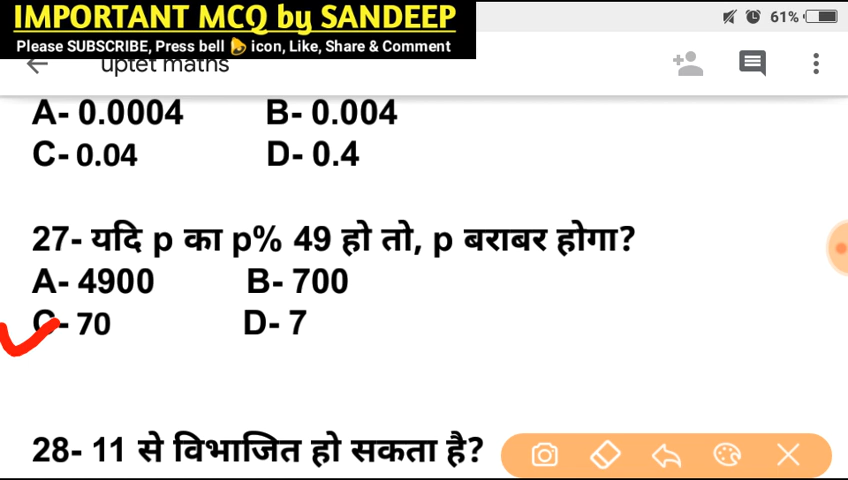 IMPORTANT MCQ by SANDEEP
Please SUBSCRIBE, Press bell icon, Like, Share & Comment
61%
uptet maths
A- 0.0004 B- 0.004
C- 0.04 D- 0.4
27- यदि p का p% 49 हो तो, p बराबर होगा?
A- 4900 B- 700
C- 70 D- 7
28- 11 से विभाजित हो सकता है?